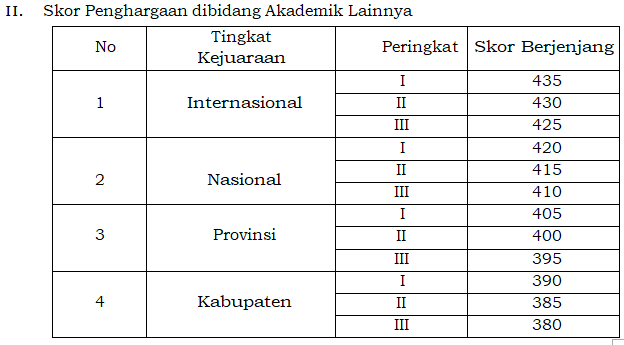 II. Skor Penghargaan dibidang Akademik Lainnya
No Tingkat Kejuaraan Peringkat Skor Berjenjang
1 Internasional I 435
II 430
III 425
2 Nasional I 420
II 415
III 410
3 Provinsi I 405
II 400
III 395
4 Kabupaten I 390
II 385
III 380